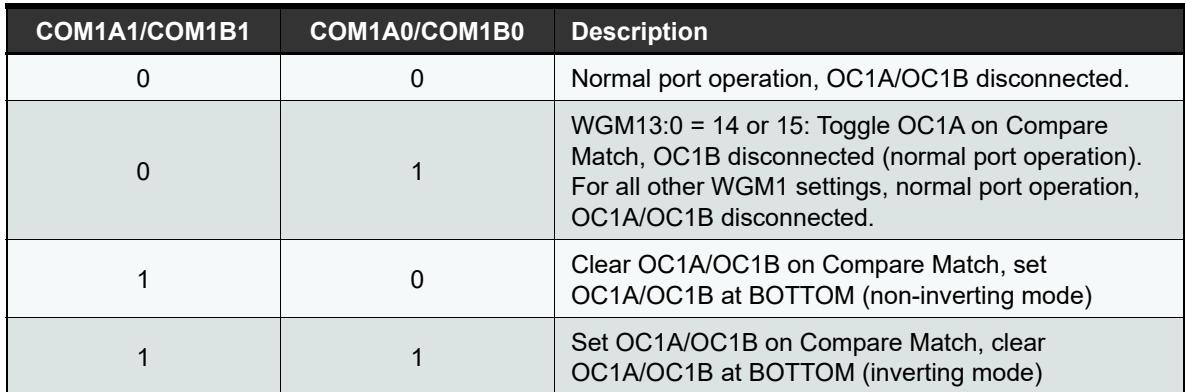 COM1A1/COM1B1 COM1A0/COM1B0 Description
0 0 Normal port operation, OC1A/OC1B disconnected.
0 1 WGM13:0 = 14 or 15: Toggle OC1A on Compare
Match, OC1B disconnected (normal port operation).
For all other WGM1 settings, normal port operation,
OC1A/OC1B disconnected.
1 0 Clear OC1A/OC1B on Compare Match, set
OC1A/OC1B at BOTTOM (non-inverting mode)
1 1 Set OC1A/OC1B on Compare Match, clear
OC1A/OC1B at BOTTOM (inverting mode)